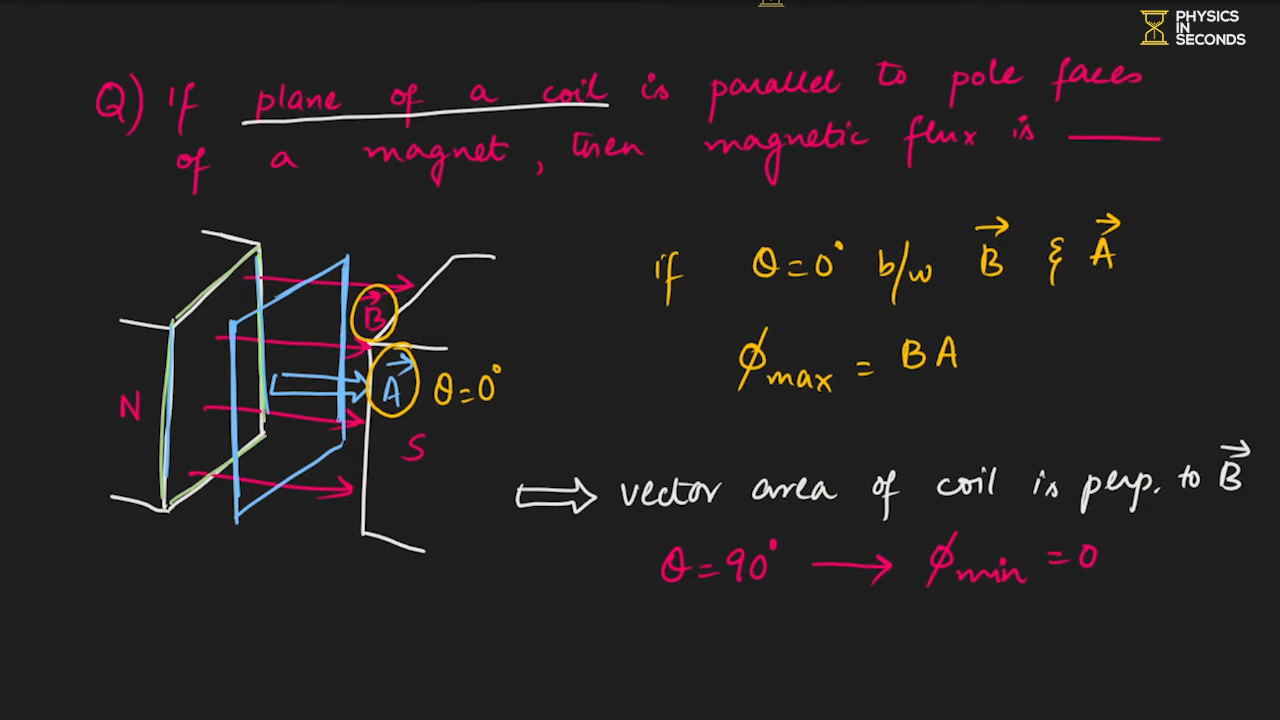 PHYSICS
IN
SECONDS
Q) If plane of a coil is parallel to pole faces
of a magnet, then magnetic flux is ____
if θ=0° b/w B⃗ & A⃗
B⃗
ϕmax = BA
A⃗ θ=0°
N
S
⇒ vector area of coil is perp. to B⃗
θ=90° → ϕmin =0